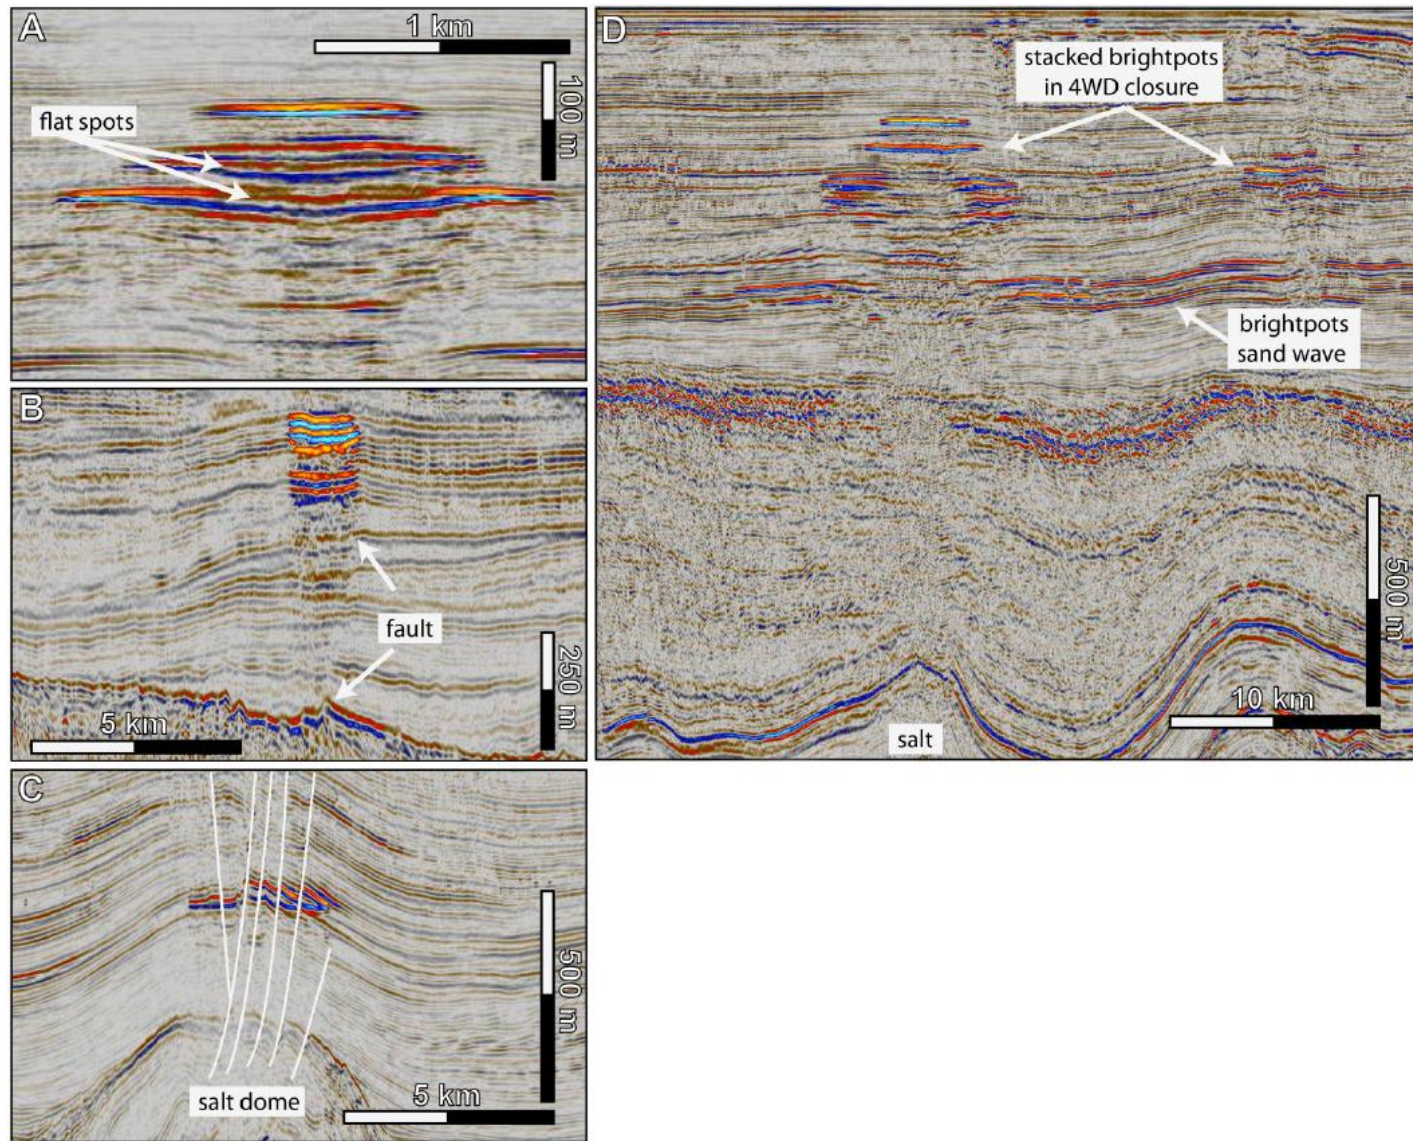 A
1 km
100 m
flat spots
B
fault
5 km
250 m
C
500 m
salt dome
5 km
D
stacked brightpots
in 4WD closure
brightpots
sand wave
500 m
10 km
salt